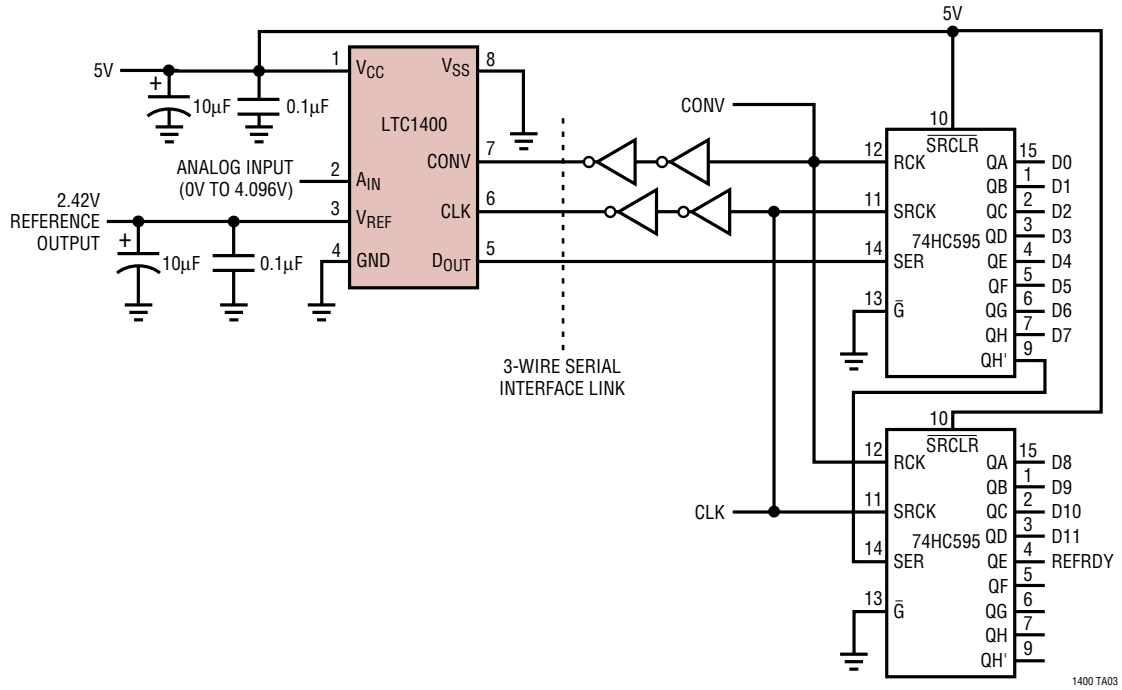 5V
5V
+
10μF
0.1μF
1
VCC
VSS
8
LTC1400
ANALOG INPUT
(0V TO 4.096V)
2
AIN
CONV
7
2.42V
REFERENCE
OUTPUT
3
VREF
CLK
6
+
10μF
0.1μF
4
GND
DOUT
5
3-WIRE SERIAL
INTERFACE LINK
CONV
CLK
10
SRCLR
12
RCK
11
SRCK
74HC595
14
SER
13
G
QA
15
D0
QB
1
D1
QC
2
D2
QD
3
D3
QE
4
D4
QF
5
D5
QG
6
D6
QH
7
D7
QH'
9
10
SRCLR
12
RCK
11
SRCK
74HC595
14
SER
13
G
QA
15
D8
QB
1
D9
QC
2
D10
QD
3
D11
QE
4
REFRDY
QF
5
QG
6
QH
7
QH'
9
1400 TA03